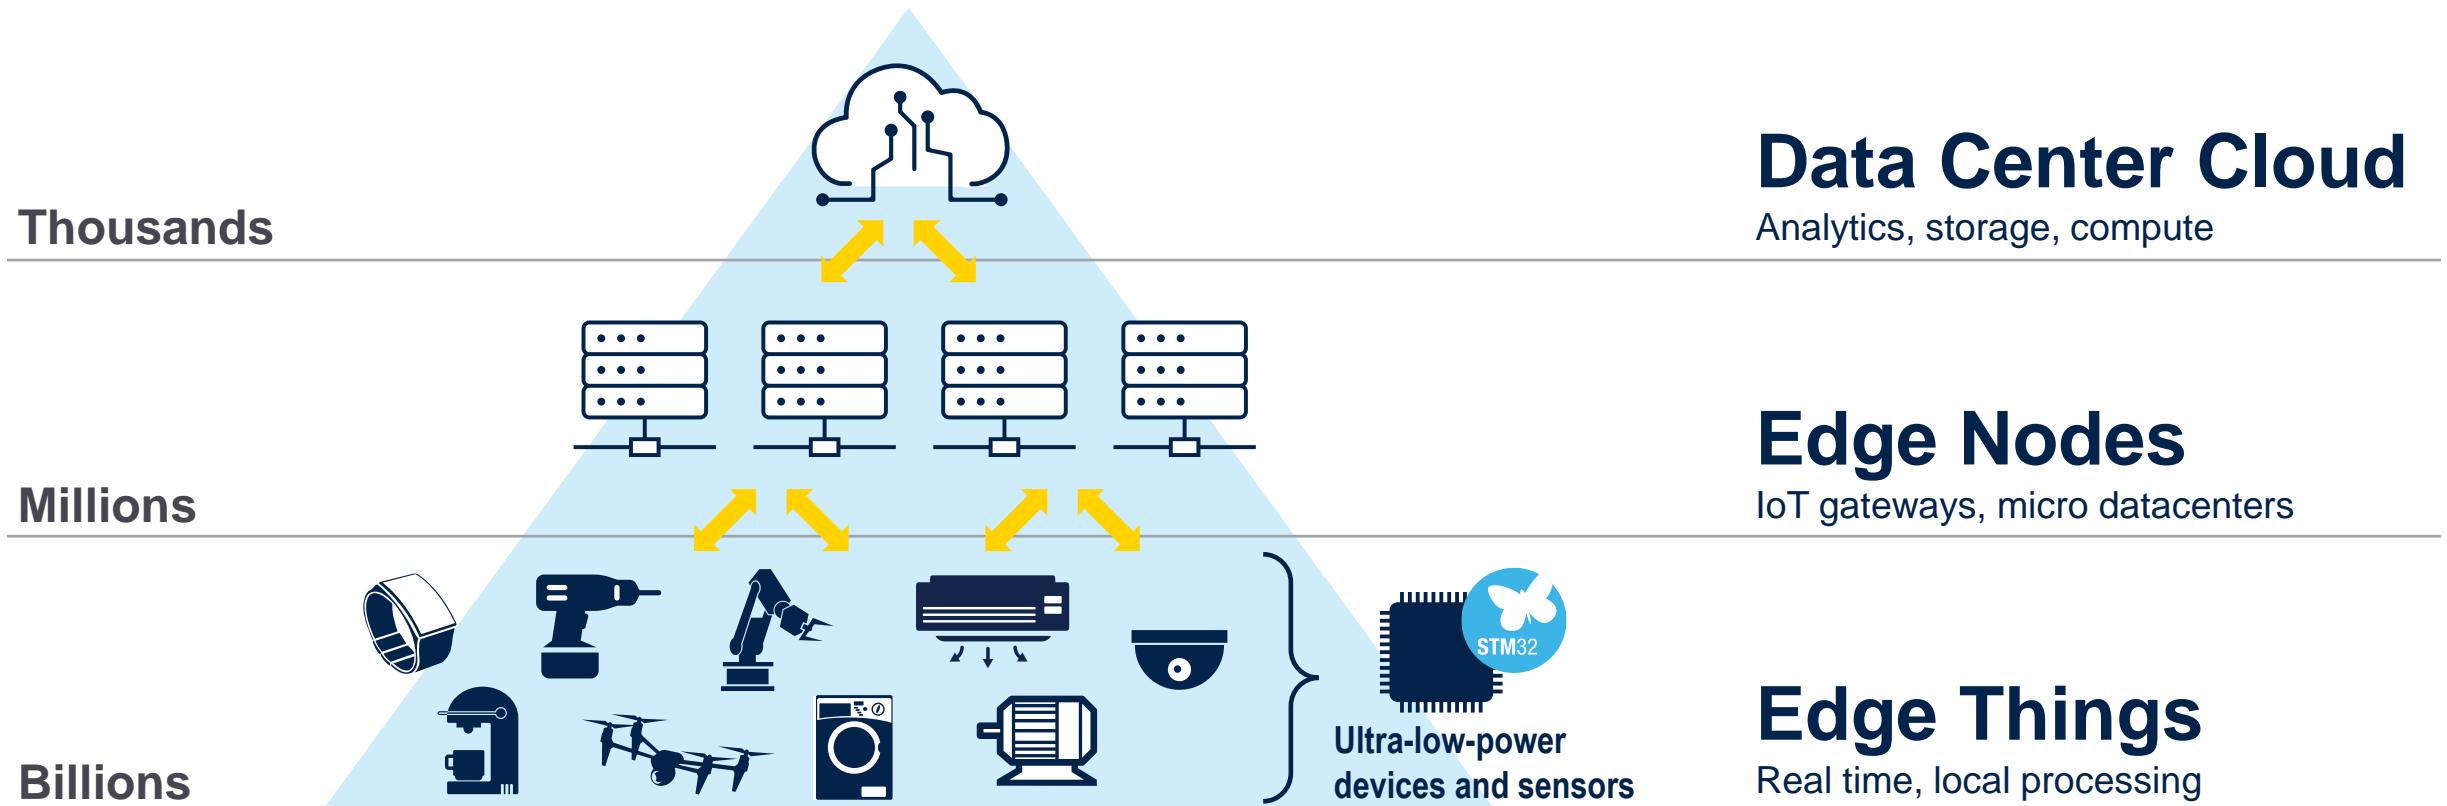 Data Center Cloud
Thousands
Analytics, storage, compute
Edge Nodes
Millions
IoT gateways, micro datacenters
STM32
Edge Things
Ultra-low-power
devices and sensors
Billions
Real time, local processing